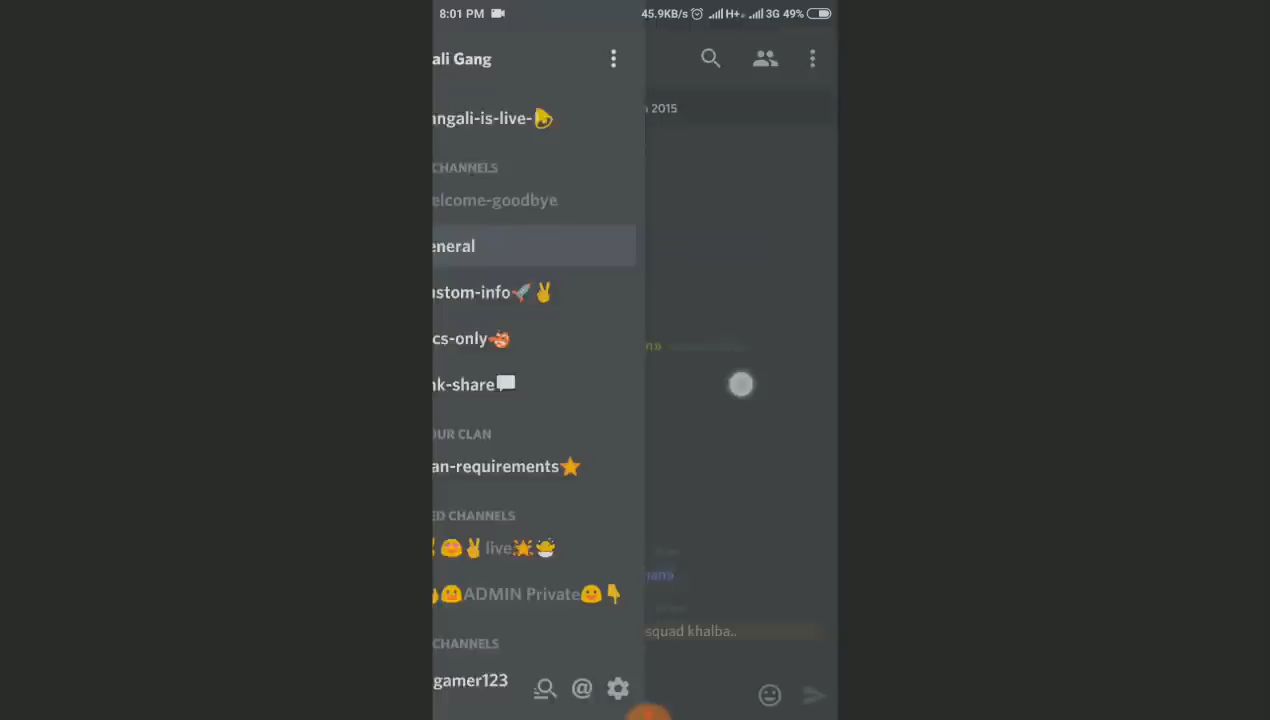 8:01 PM
45.9KB/s H+ 3G 49%
ali Gang
angali-is-live-
2015
CHANNELS
elcome-goodbye
eneral
ustom-info
cs-only
nk-share
OUR CLAN
an-requirements
ED CHANNELS
live
ADMIN Private
squad khalba..
CHANNELS
gamer123 @